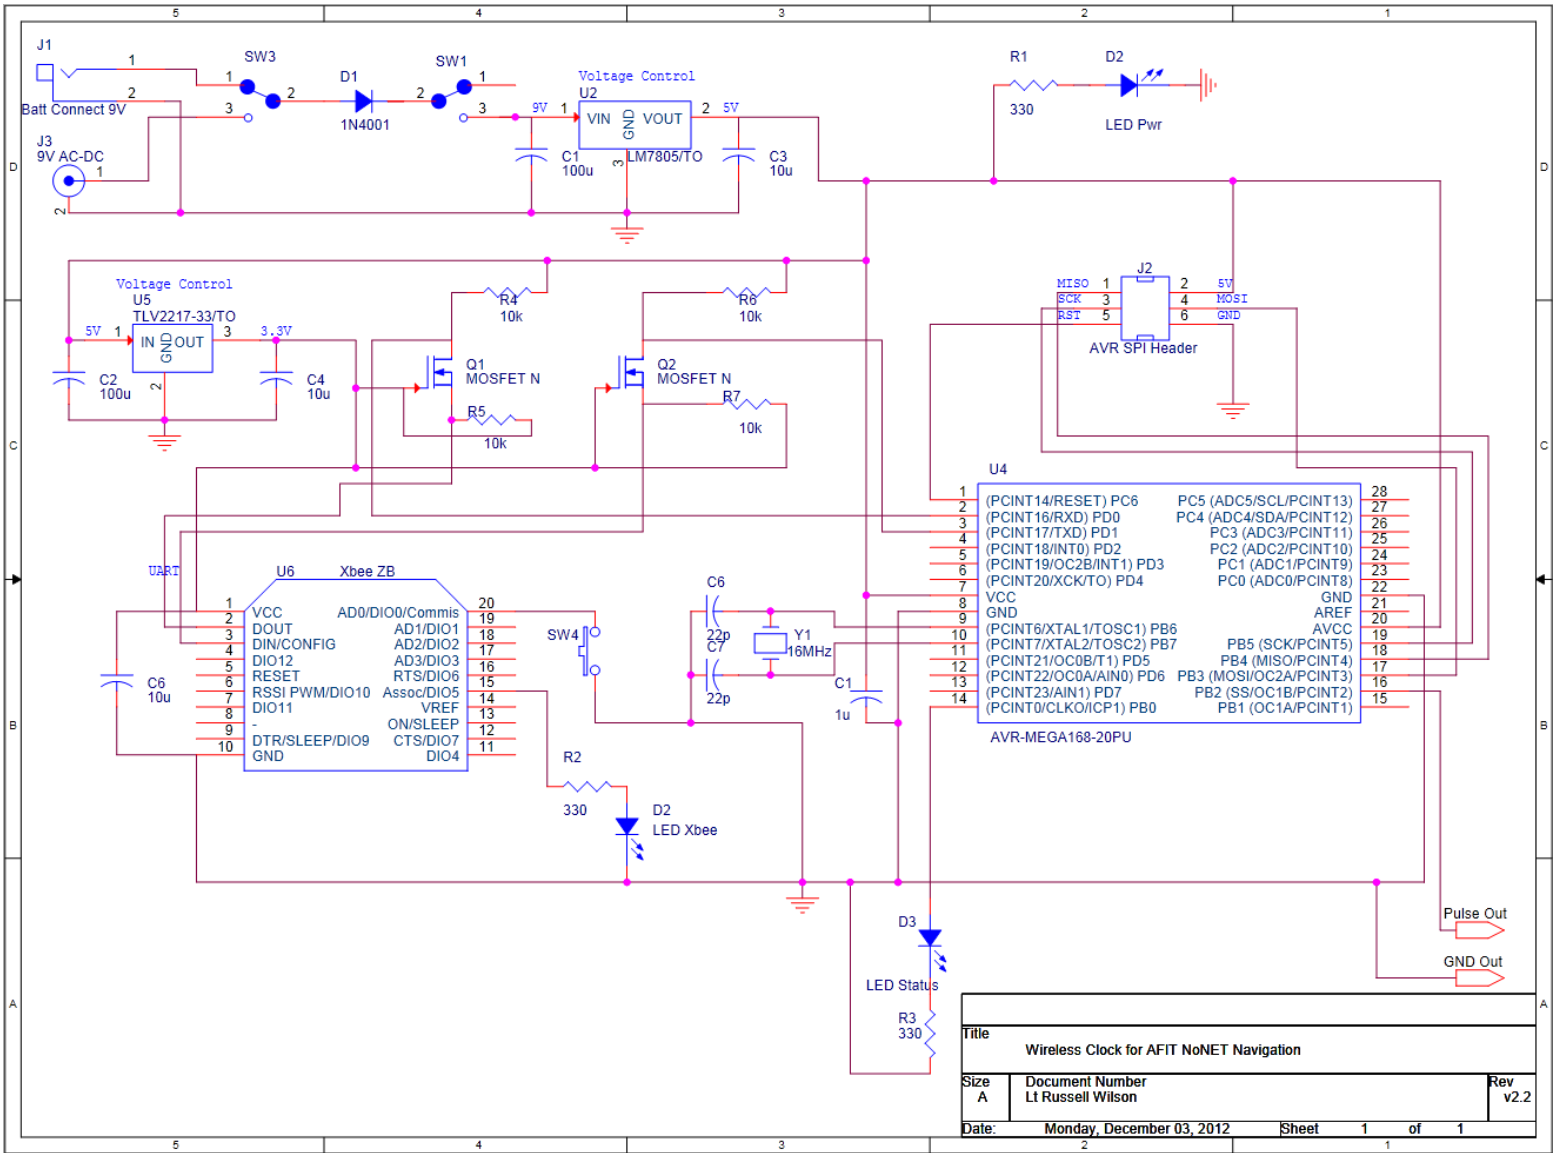 5 4 3 2 1
J1
1
2
Batt Connect 9V
J3
9V AC-DC
1
2
SW3
1
2
3
D1
1N4001
SW1
1
2
3
Voltage Control
U2
9V 1 VIN GND VOUT 2 5V
3
LM7805/TO
C1
100u
C3
10u
R1
330
D2
LED Pwr
D
D
Voltage Control
U5
TLV2217-33/TO
5V 1 IN GND OUT 3 3.3V
2
C2
100u
C4
10u
R4
10k
R6
10k
Q1
MOSFET N
Q2
MOSFET N
R5
10k
R7
10k
J2
MISO 1 2 5V
SCK 3 4 MOSI
RST 5 6 GND
AVR SPI Header
C
C
U4
1 (PCINT14/RESET) PC6
2 (PCINT16/RXD) PD0
3 (PCINT17/TXD) PD1
4 (PCINT18/INT0) PD2
5 (PCINT19/OC2B/INT1) PD3
6 (PCINT20/XCK/TO) PD4
7 VCC
8 GND
9 (PCINT6/XTAL1/TOSC1) PB6
10 (PCINT7/XTAL2/TOSC2) PB7
11 (PCINT21/OC0B/T1) PD5
12 (PCINT22/OC0A/AIN0) PD6
13 (PCINT23/AIN1) PD7
14 (PCINT0/CLKO/ICP1) PB0
PC5 (ADC5/SCL/PCINT13) 28
PC4 (ADC4/SDA/PCINT12) 27
PC3 (ADC3/PCINT11) 26
PC2 (ADC2/PCINT10) 25
PC1 (ADC1/PCINT9) 24
PC0 (ADC0/PCINT8) 23
GND 22
AREF 21
AVCC 20
PB5 (SCK/PCINT5) 19
PB4 (MISO/PCINT4) 18
PB3 (MOSI/OC2A/PCINT3) 17
PB2 (SS/OC1B/PCINT2) 16
PB1 (OC1A/PCINT1) 15
AVR-MEGA168-20PU
UART
U6
Xbee ZB
1 VCC
2 DOUT
3 DIN/CONFIG
4 DIO12
5 RESET
6 RSSI PWM/DIO10
7 DIO11
8 -
9 DTR/SLEEP/DIO9
10 GND
AD0/DIO0/Commis 20
AD1/DIO1 19
AD2/DIO2 18
AD3/DIO3 17
RTS/DIO6 16
Assoc/DIO5 15
VREF 14
ON/SLEEP 13
CTS/DIO7 12
DIO4 11
C6
10u
SW4
C6
22p
C7
22p
Y1
16MHz
C1
1u
B
B
R2
330
D2
LED Xbee
D3
LED Status
R3
330
Pulse Out
GND Out
A
A
Title
Wireless Clock for AFIT NoNET Navigation
Size
A
Document Number
Lt Russell Wilson
Rev
v2.2
Date: Monday, December 03, 2012 Sheet 1 of 1
5 4 3 2 1